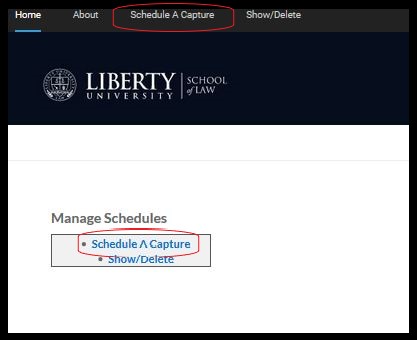 Home About Schedule A Capture Show/Delete
LIBERTY
UNIVERSITY
SCHOOL
of LAW
Manage Schedules
• Schedule A Capture
• Show/Delete